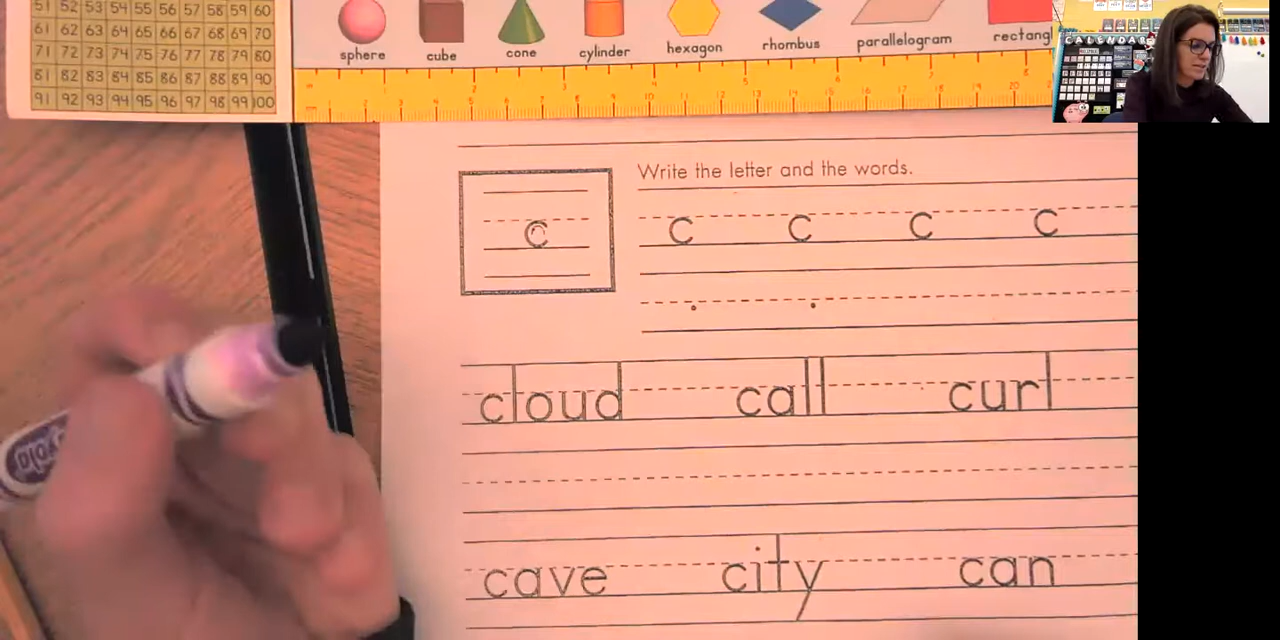 51 52 53 54 55 56 57 58 59 60
61 62 63 64 65 66 67 68 69 70
71 72 73 74 75 76 77 78 79 80
81 82 83 84 85 86 87 88 89 90
91 92 93 94 95 96 97 98 99 100
sphere cube cone cylinder hexagon rhombus parallelogram rectangl
CALENDAR
Write the letter and the words.
c c c c c
cloud call curl
cave city can